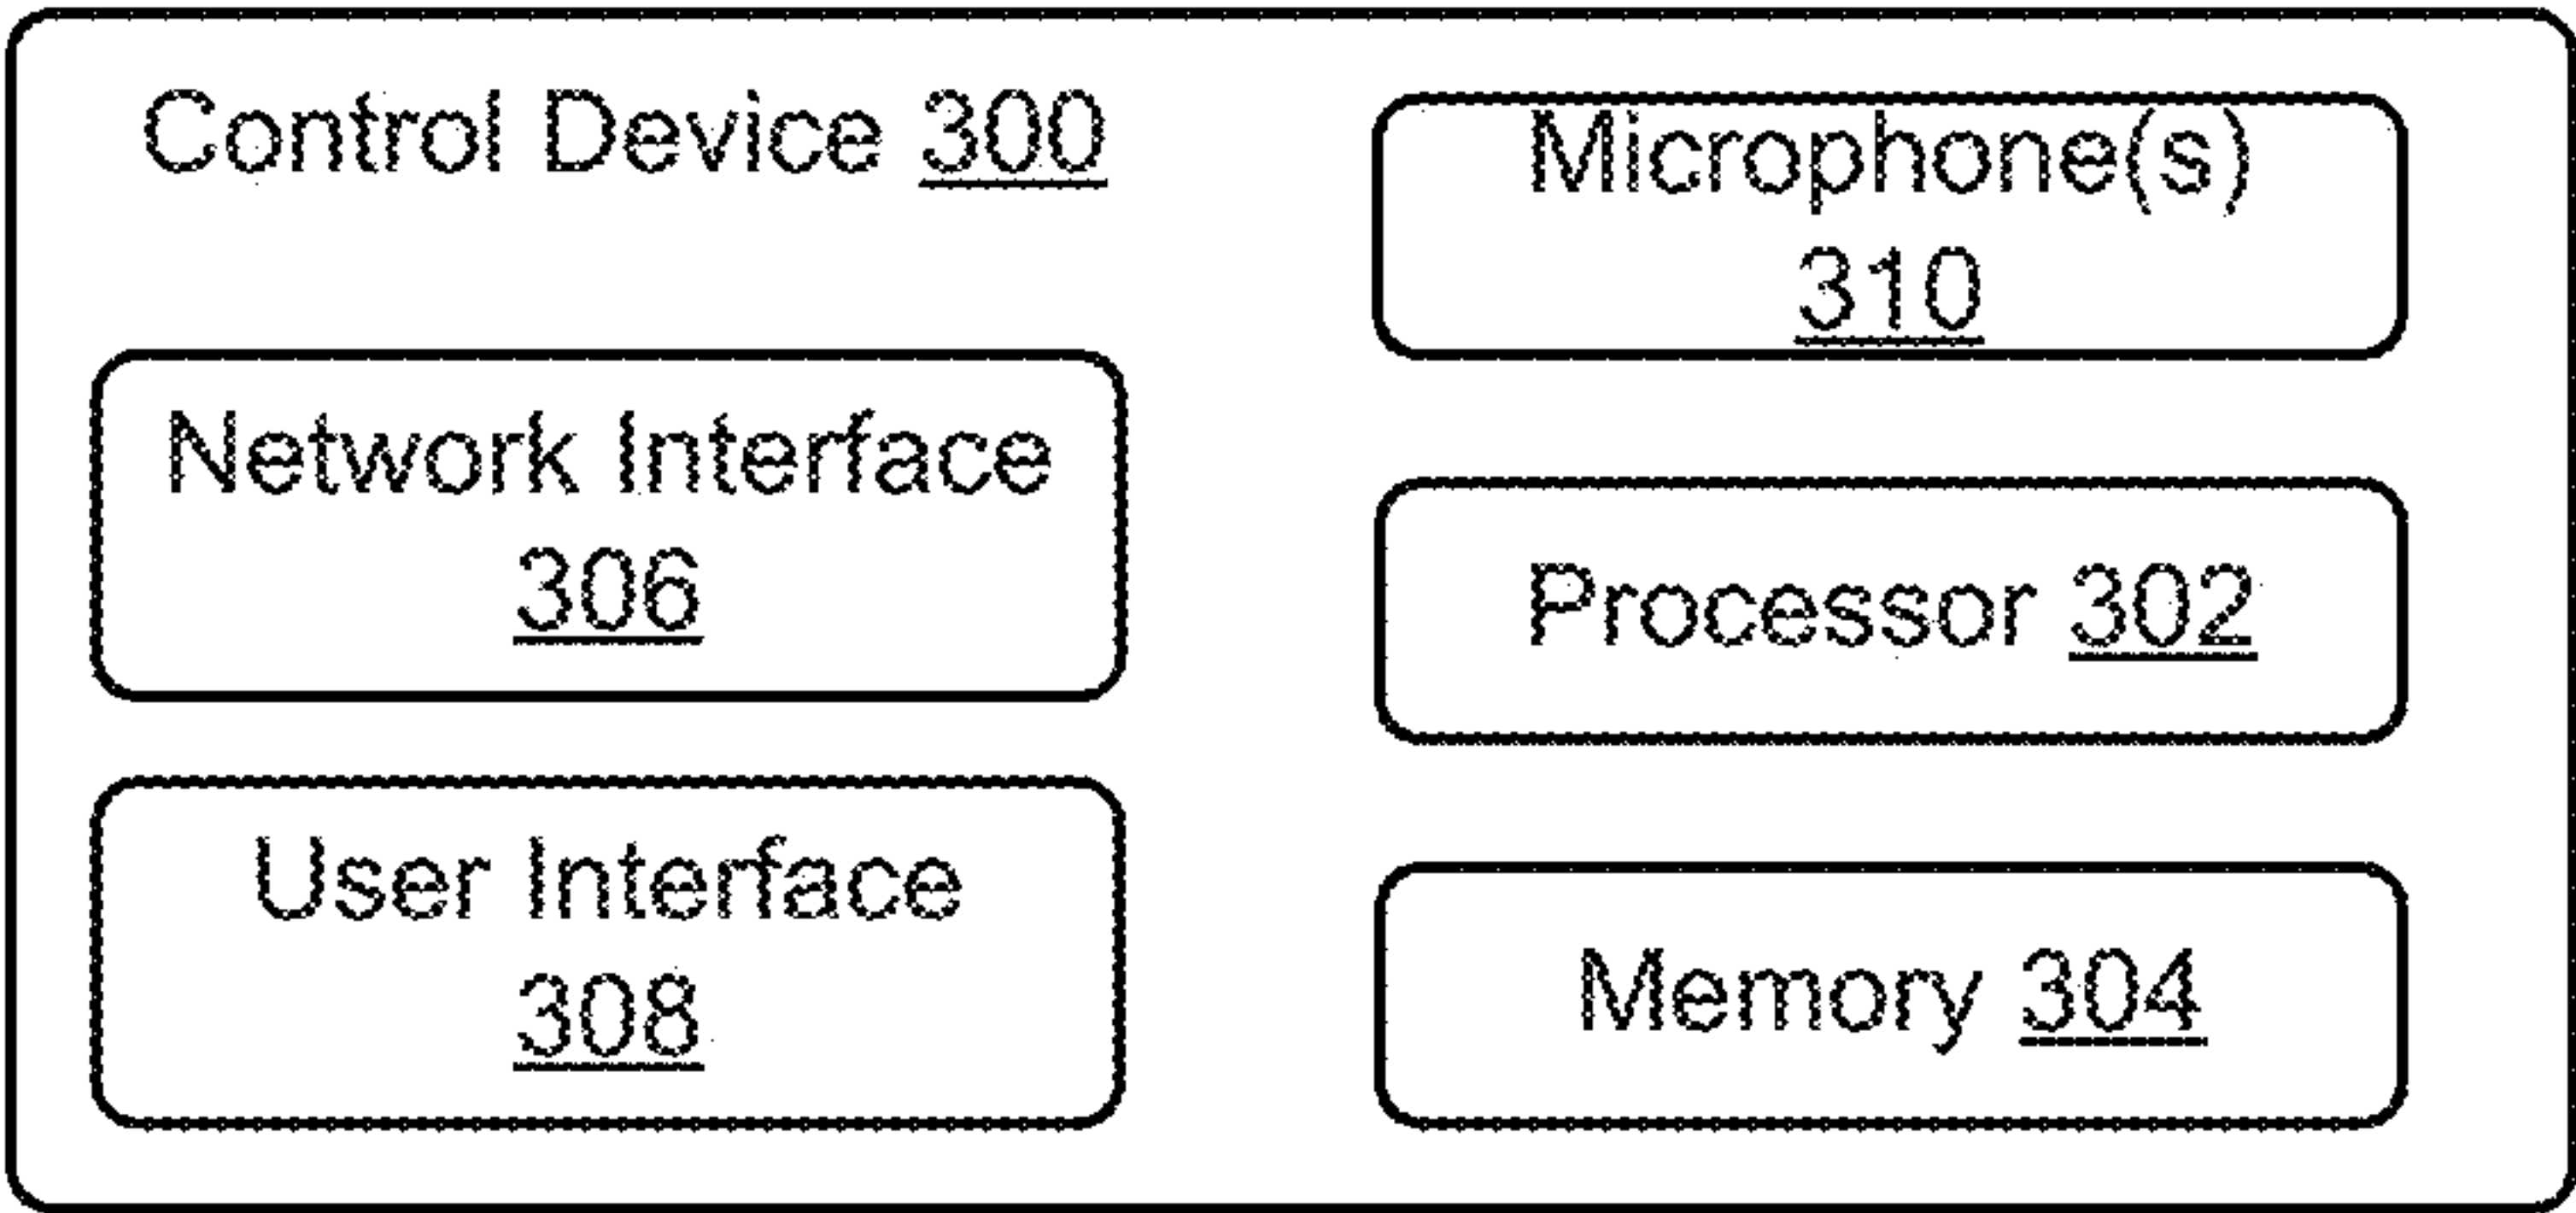 Control Device 300
Microphone(s)
310
Network Interface
306
Processor 302
User Interface
308
Memory 304